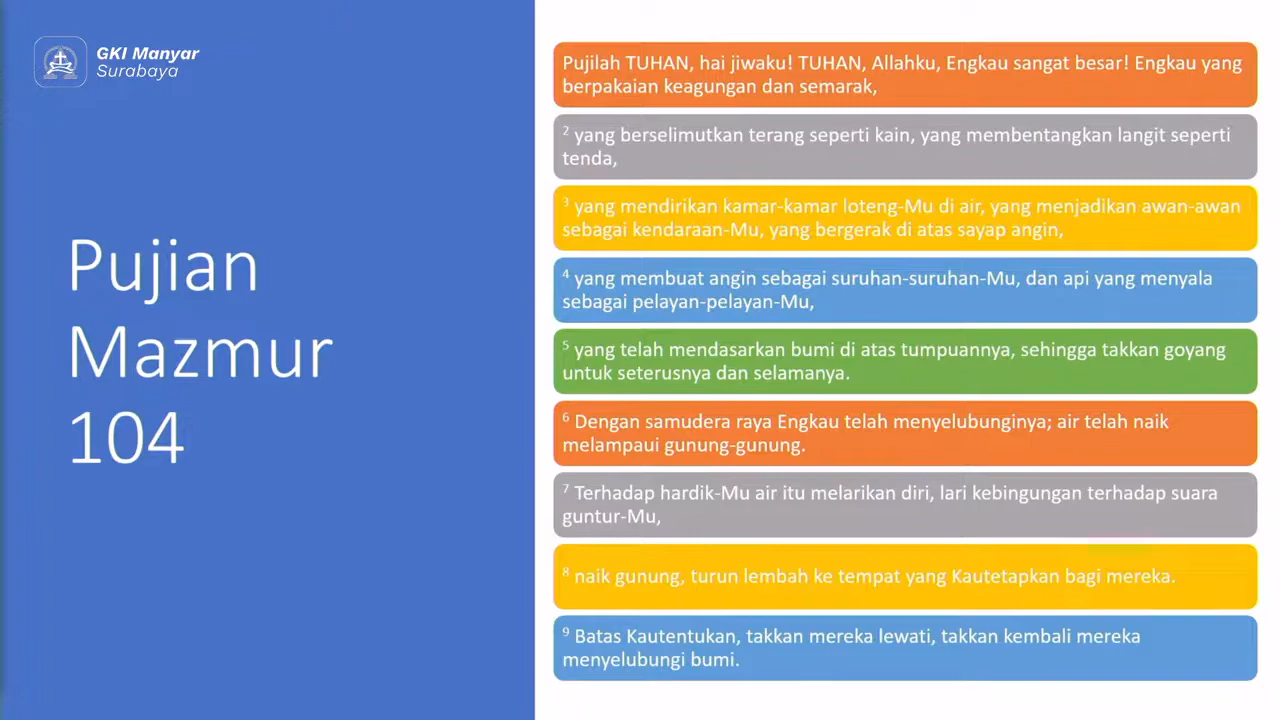 GKI Manyar
Surabaya
Pujian
Mazmur
104
Pujilah TUHAN, hai jiwaku! TUHAN, Allahku, Engkau sangat besar! Engkau yang
berpakaian keagungan dan semarak,
2 yang berselimutkan terang seperti kain, yang membentangkan langit seperti
tenda,
3 yang mendirikan kamar-kamar loteng-Mu di air, yang menjadikan awan-awan
sebagai kendaraan-Mu, yang bergerak di atas sayap angin,
4 yang membuat angin sebagai suruhan-suruhan-Mu, dan api yang menyala
sebagai pelayan-pelayan-Mu,
5 yang telah mendasarkan bumi di atas tumpuannya, sehingga takkan goyang
untuk seterusnya dan selamanya.
6 Dengan samudera raya Engkau telah menyelubunginya; air telah naik
melampaui gunung-gunung.
7 Terhadap hardik-Mu air itu melarikan diri, lari kebingungan terhadap suara
guntur-Mu,
8 naik gunung, turun lembah ke tempat yang Kautetapkan bagi mereka.
9 Batas Kautentukan, takkan mereka lewati, takkan kembali mereka
menyelubungi bumi.